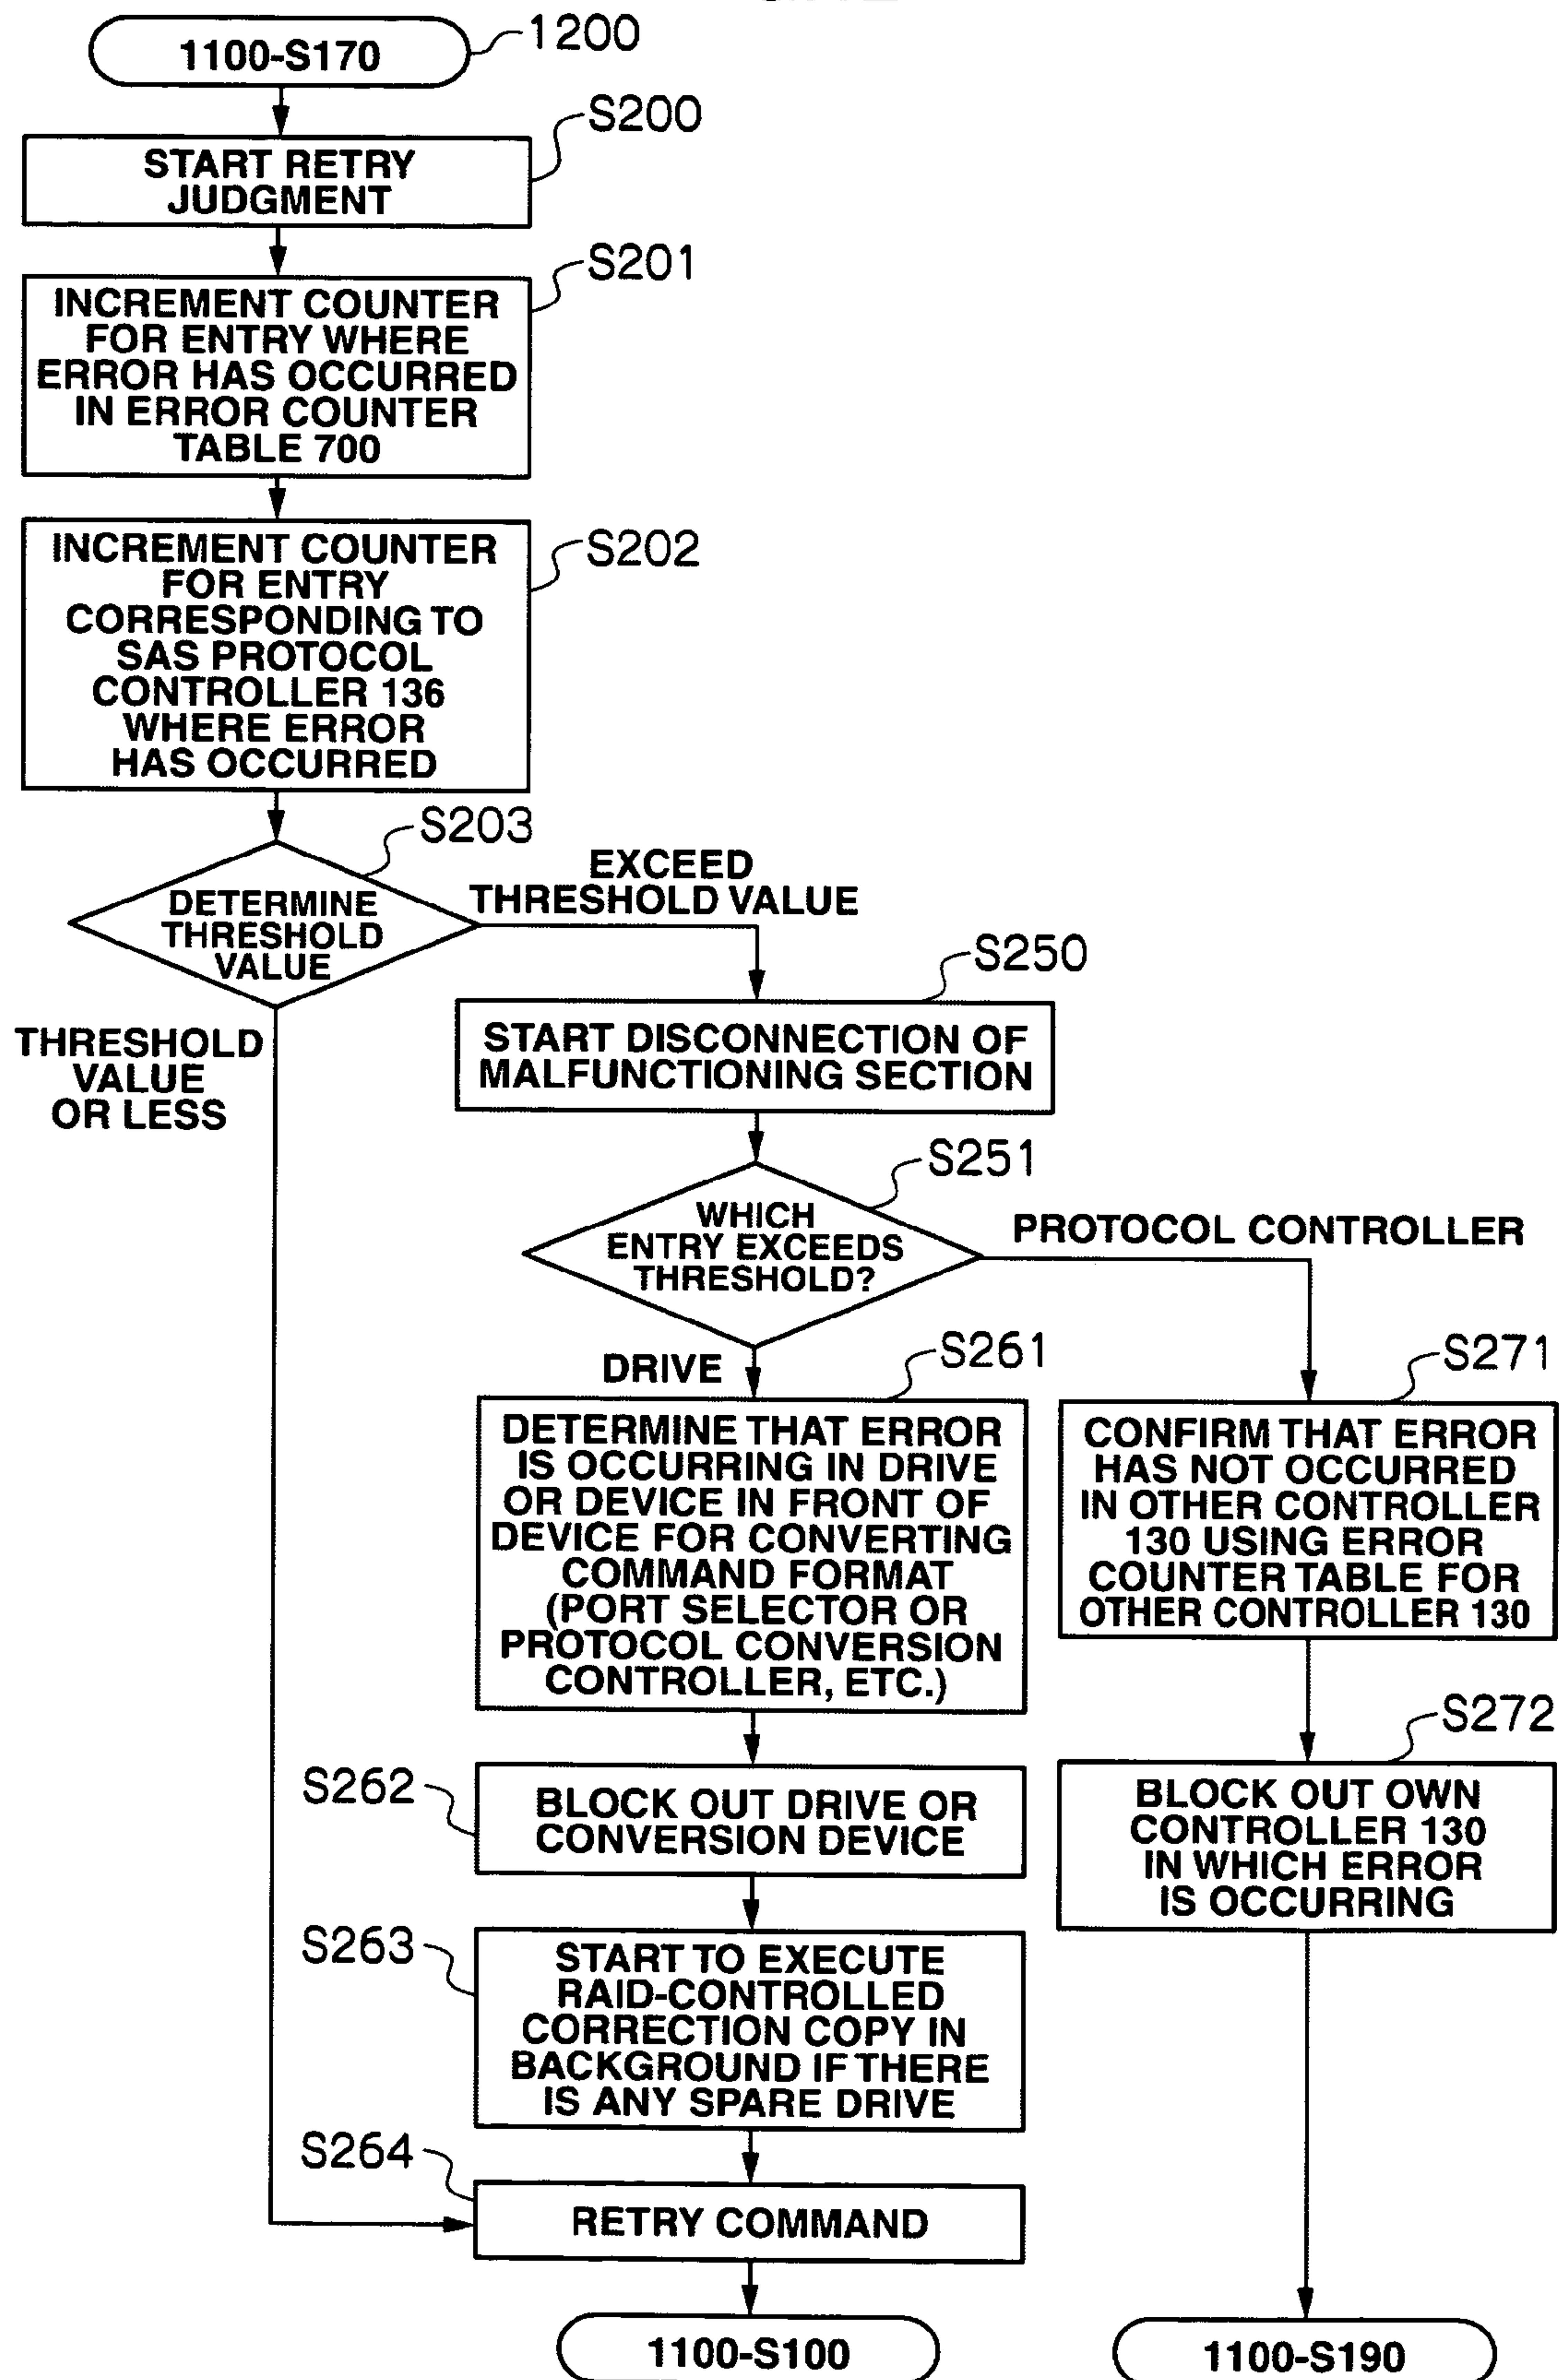 1100-S170
1200
S200
START RETRY
JUDGMENT
S201
INCREMENT COUNTER
FOR ENTRY WHERE
ERROR HAS OCCURRED
IN ERROR COUNTER
TABLE 700
S202
INCREMENT COUNTER
FOR ENTRY
CORRESPONDING TO
SAS PROTOCOL
CONTROLLER 136
WHERE ERROR
HAS OCCURRED
S203
DETERMINE
THRESHOLD
VALUE
EXCEED
THRESHOLD VALUE
THRESHOLD
VALUE
OR LESS
S250
START DISCONNECTION OF
MALFUNCTIONING SECTION
S251
WHICH
ENTRY EXCEEDS
THRESHOLD?
PROTOCOL CONTROLLER
DRIVE
S261
DETERMINE THAT ERROR
IS OCCURRING IN DRIVE
OR DEVICE IN FRONT OF
DEVICE FOR CONVERTING
COMMAND FORMAT
(PORT SELECTOR OR
PROTOCOL CONVERSION
CONTROLLER, ETC.)
S271
CONFIRM THAT ERROR
HAS NOT OCCURRED
IN OTHER CONTROLLER
130 USING ERROR
COUNTER TABLE FOR
OTHER CONTROLLER 130
S262
BLOCK OUT DRIVE OR
CONVERSION DEVICE
S272
BLOCK OUT OWN
CONTROLLER 130
IN WHICH ERROR
IS OCCURRING
S263
START TO EXECUTE
RAID-CONTROLLED
CORRECTION COPY IN
BACKGROUND IF THERE
IS ANY SPARE DRIVE
S264
RETRY COMMAND
1100-S100
1100-S190